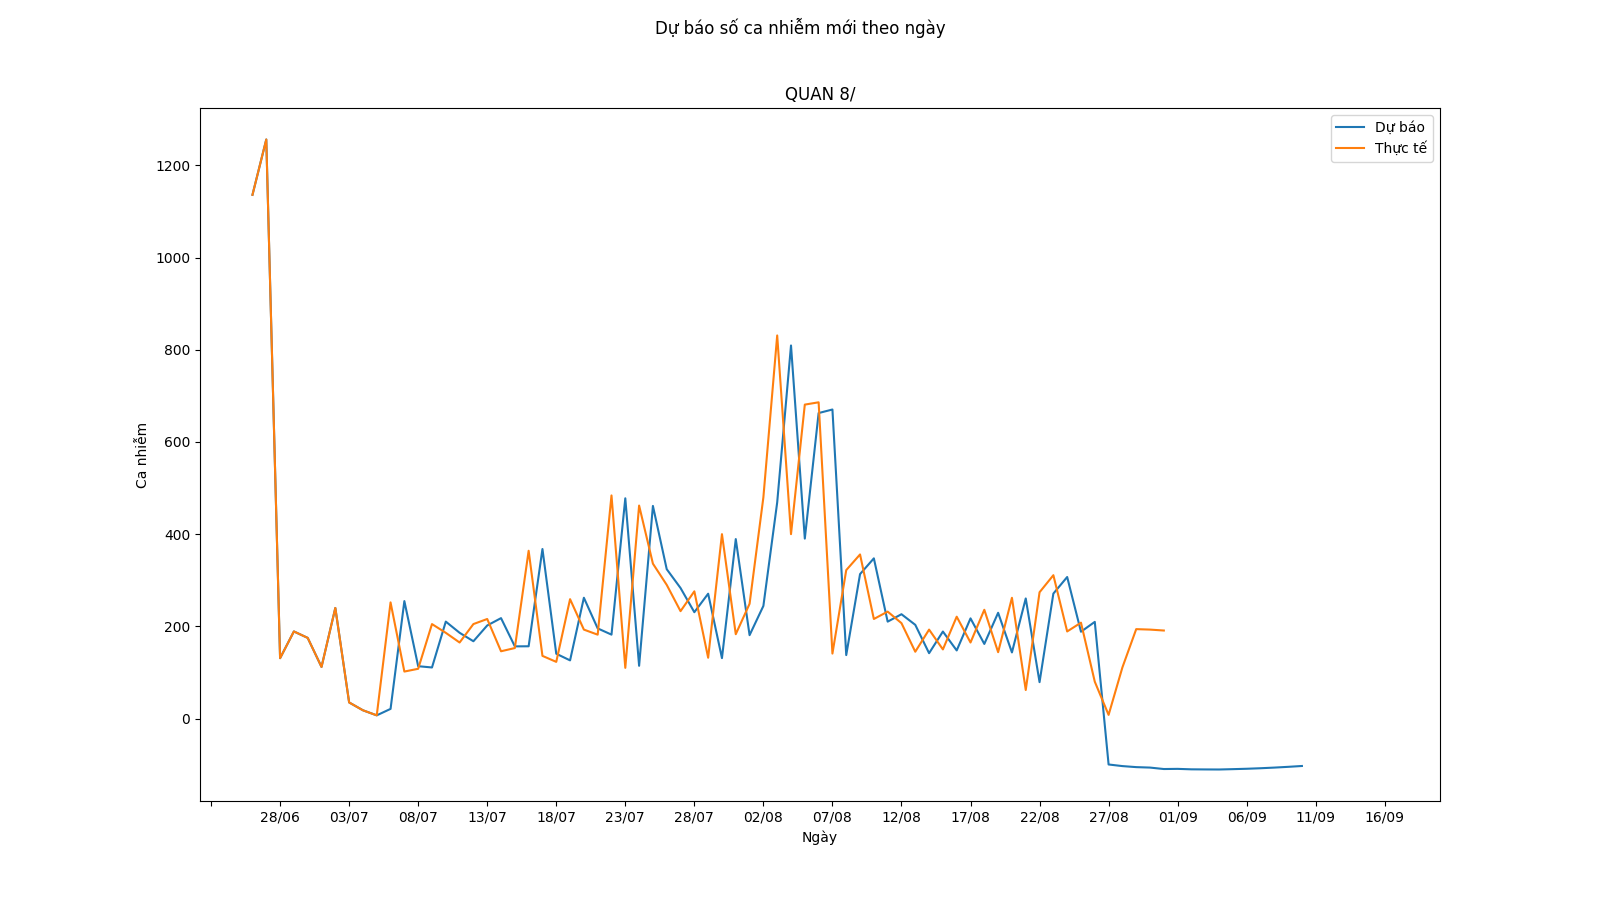 Dự báo số ca nhiễm mới theo ngày
QUAN 8/
Dự báo
Thực tế
1200
1000
800
600
400
200
0
Ca nhiễm
28/06 03/07 08/07 13/07 18/07 23/07 28/07 02/08 07/08 12/08 17/08 22/08 27/08 01/09 06/09 11/09 16/09
Ngày